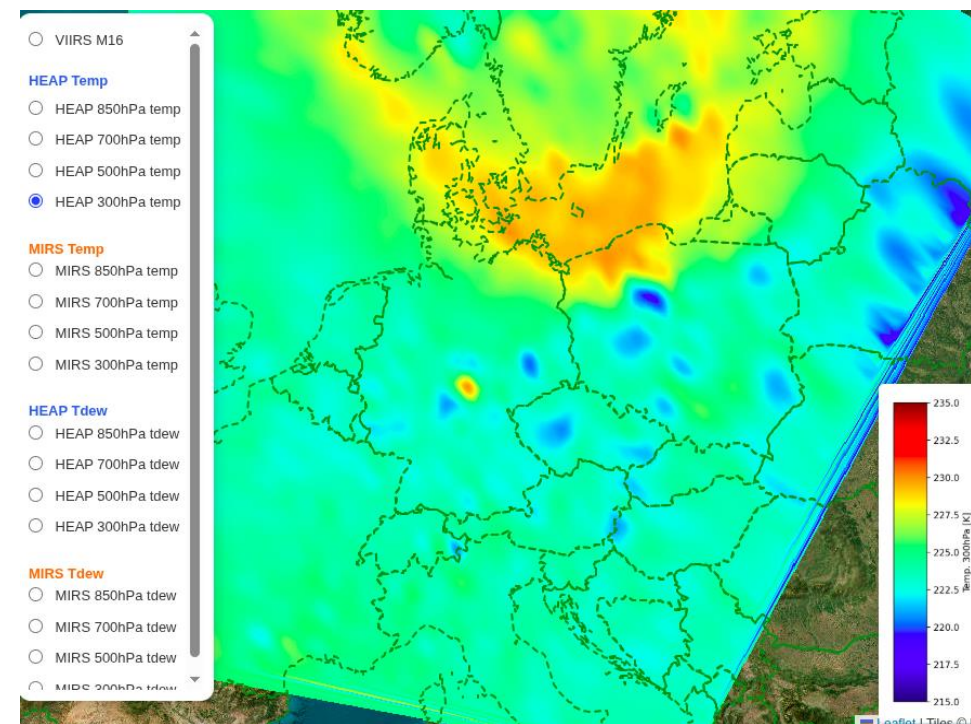 VIIRS M16
HEAP Temp
HEAP 850hPa temp
HEAP 700hPa temp
HEAP 500hPa temp
HEAP 300hPa temp
MIRS Temp
MIRS 850hPa temp
MIRS 700hPa temp
MIRS 500hPa temp
MIRS 300hPa temp
HEAP Tdew
HEAP 850hPa tdew
HEAP 700hPa tdew
HEAP 500hPa tdew
HEAP 300hPa tdew
MIRS Tdew
MIRS 850hPa tdew
MIRS 700hPa tdew
MIRS 500hPa tdew
MIRS 300hPa tdew
235.0
232.5
230.0
227.5
225.0
222.5
220.0
217.5
215.0
Temp. 300hPa [K]
Leaflet | Tiles ©